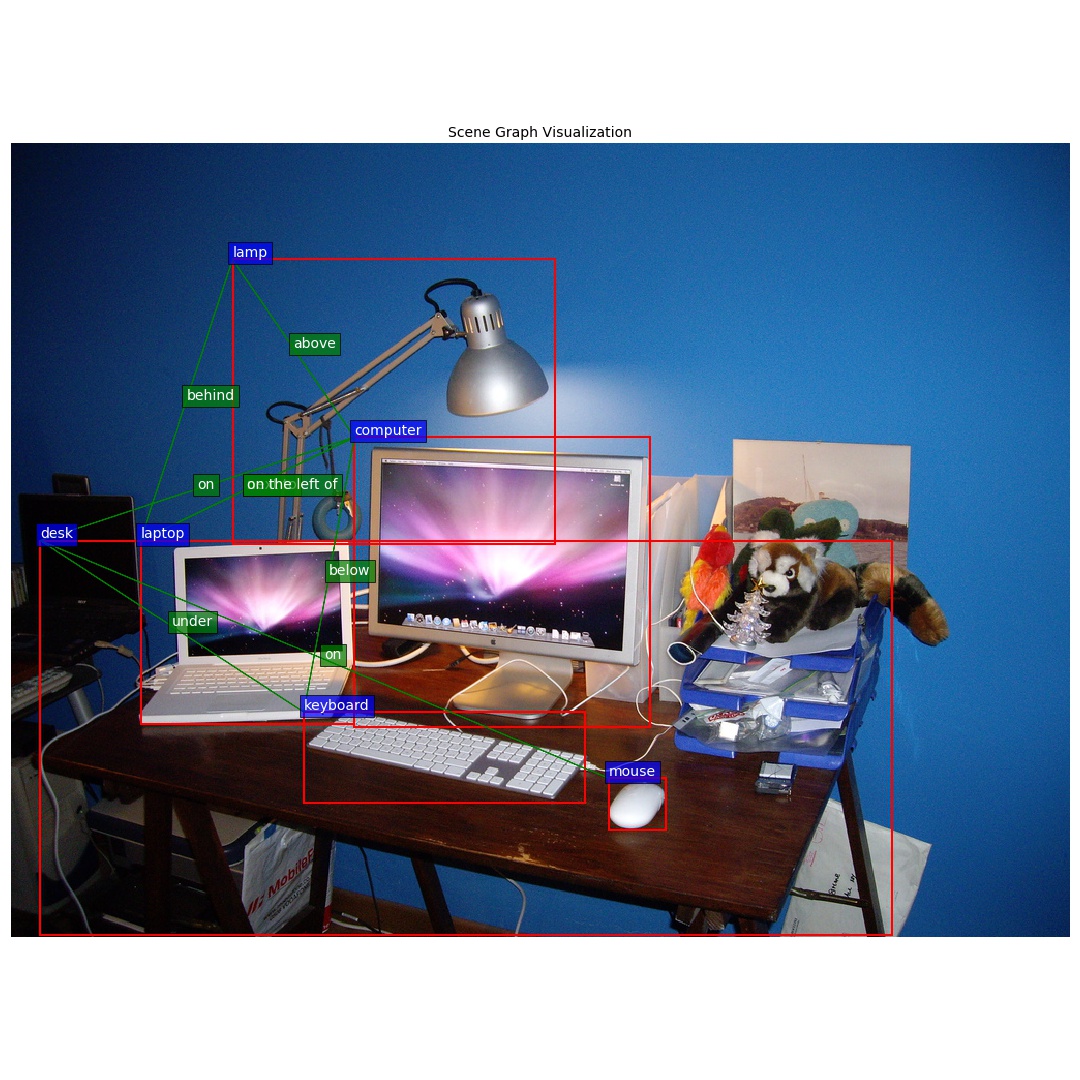 Scene Graph Visualization
lamp
above
behind
computer
on
on the left of
desk
laptop
below
under
on
keyboard
mouse
MobileF